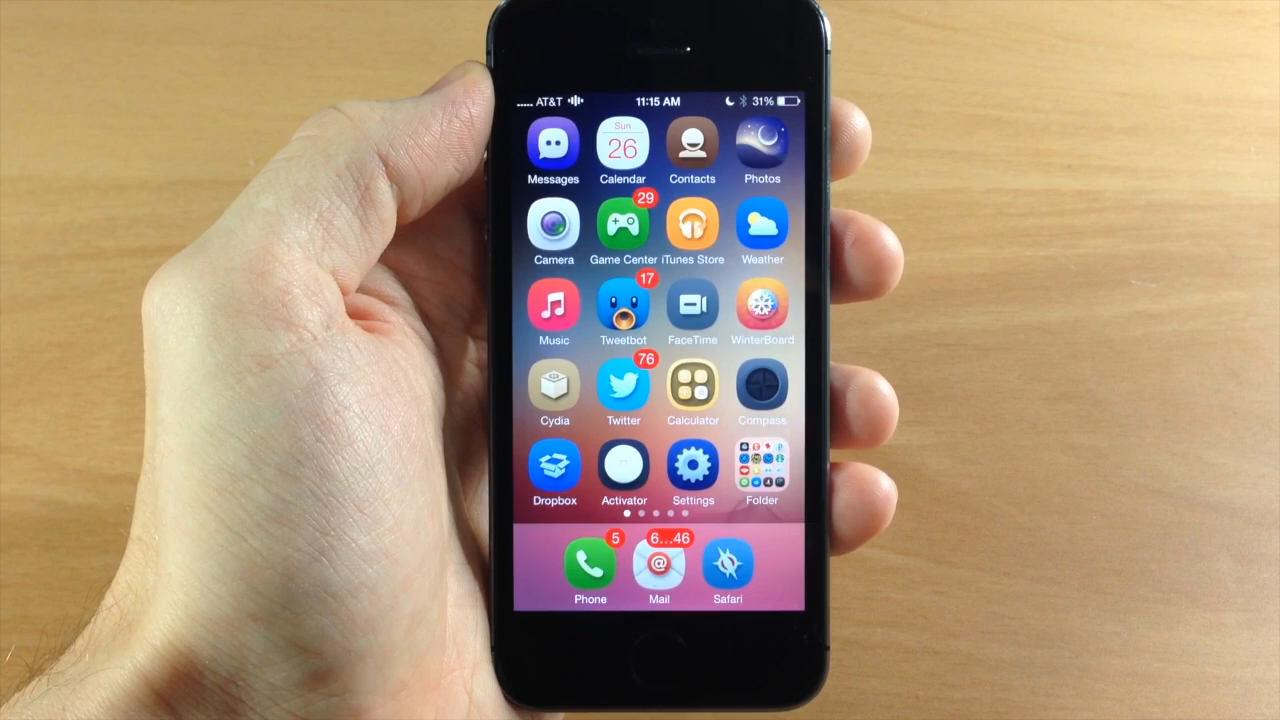 AT&T 11:15 AM 31%
Messages Sun 26 Calendar Contacts Photos
29
Camera Game Center iTunes Store Weather
17
Music Tweetbot FaceTime WinterBoard
76
Cydia Twitter Calculator Compass
Dropbox Activator Settings Folder
5 6...46
@
Phone Mail Safari